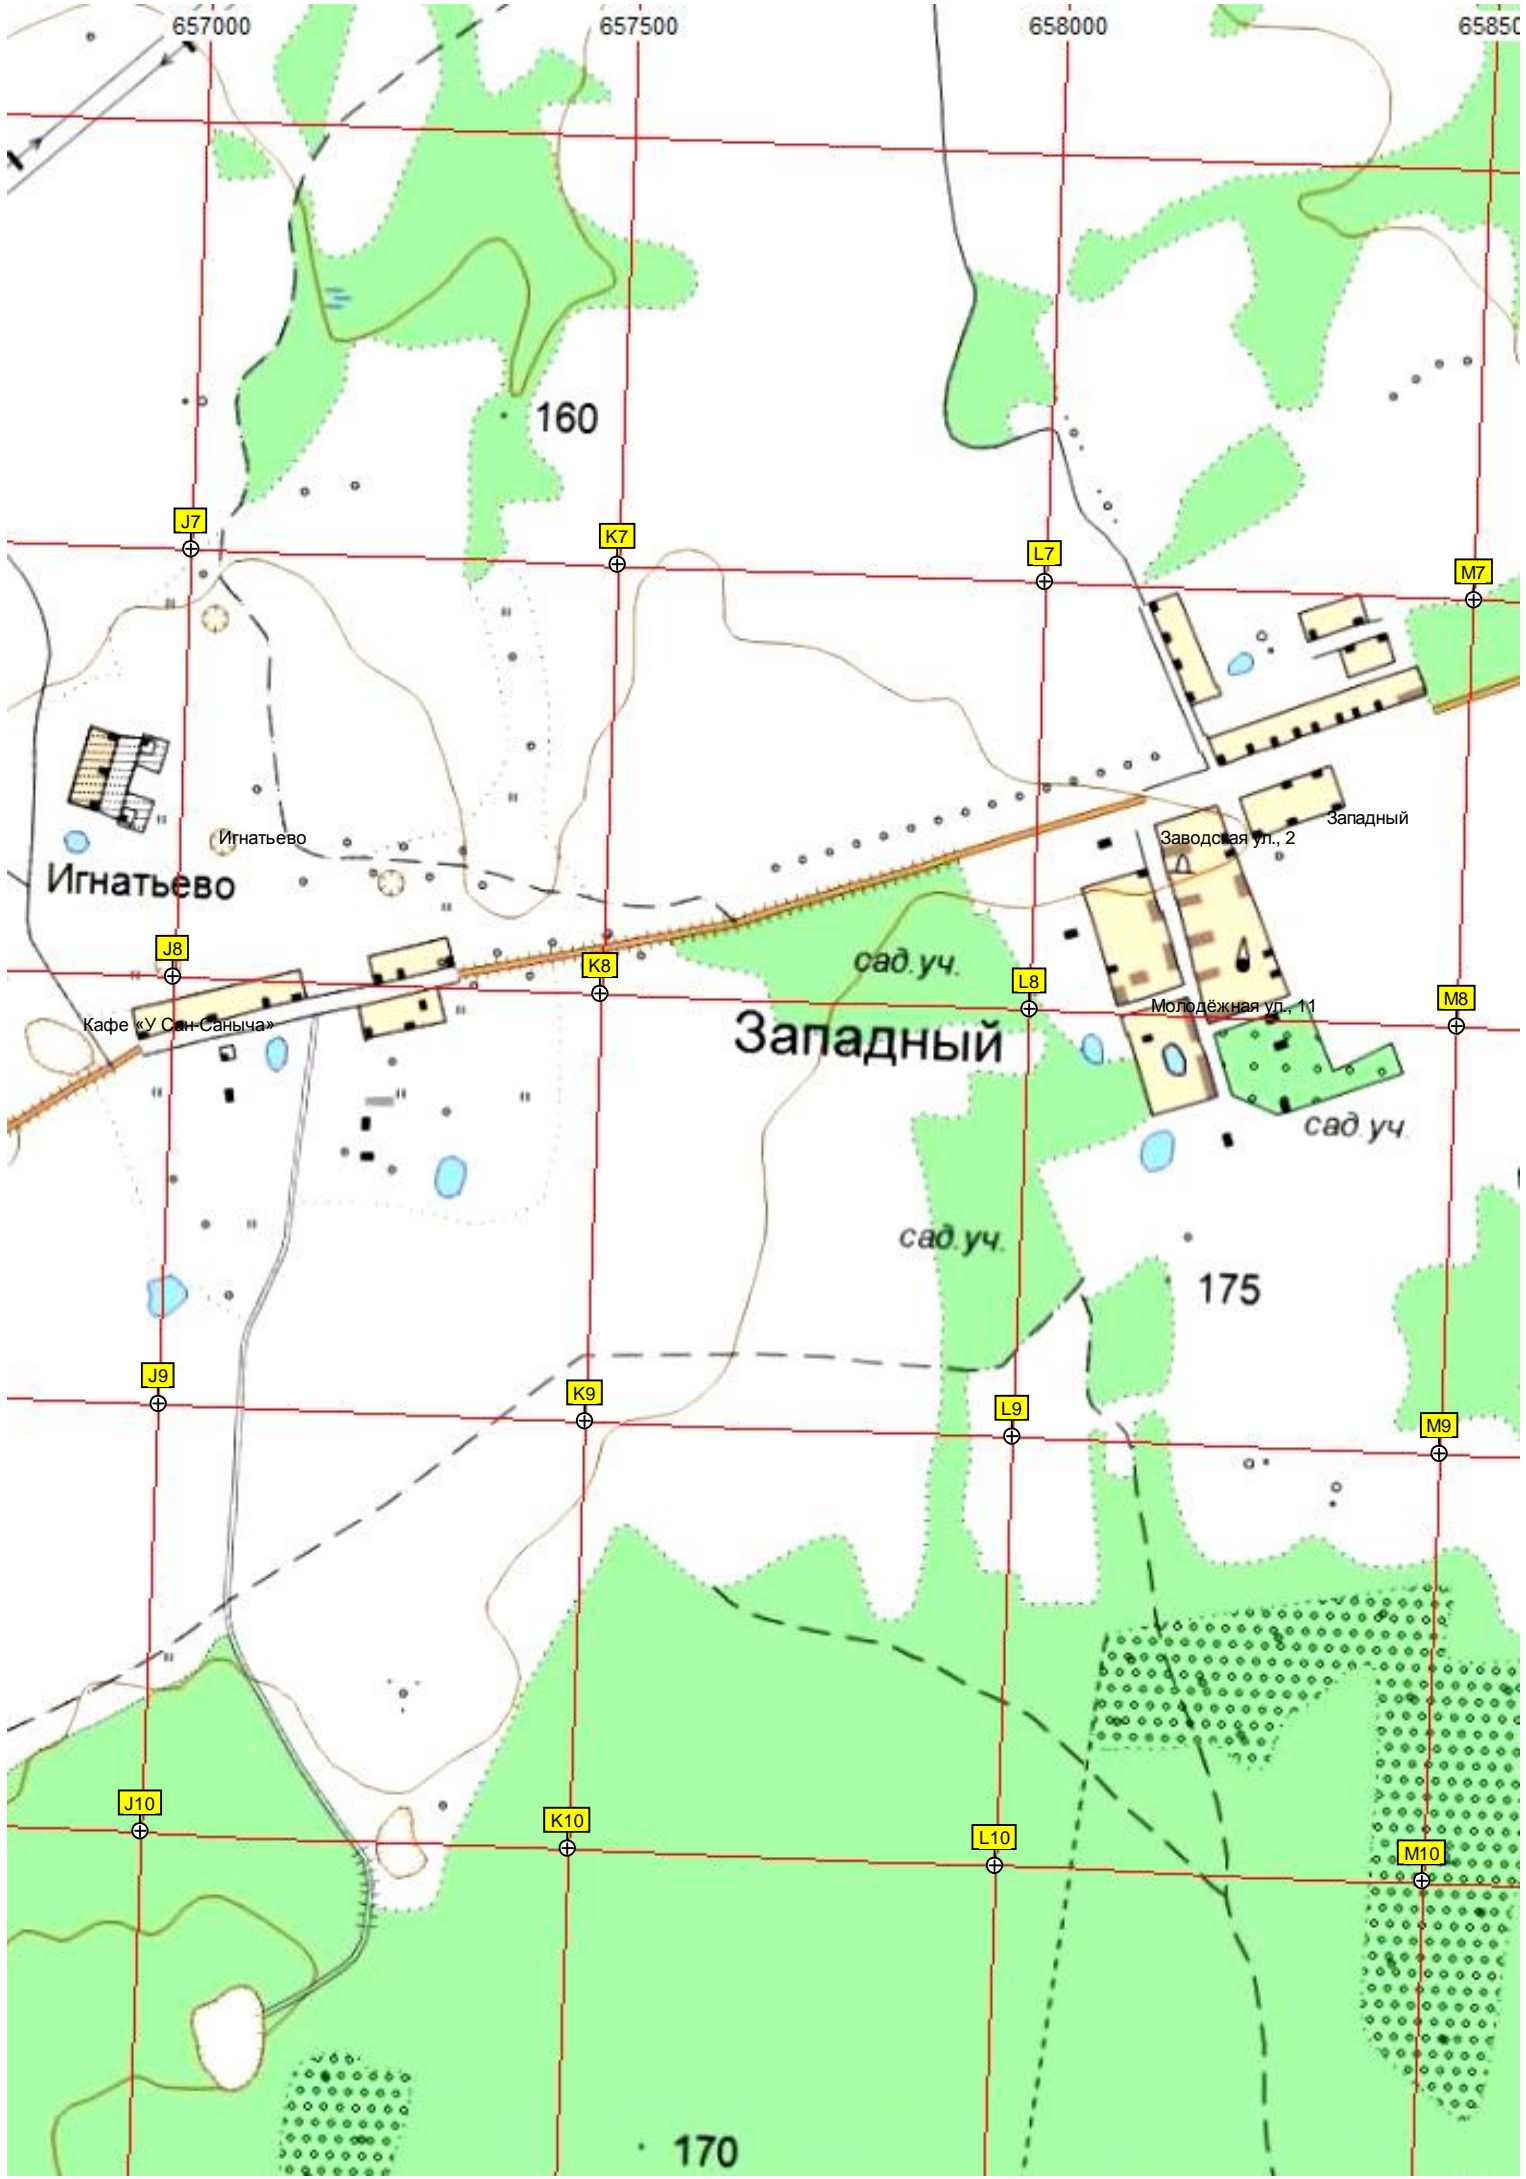 657000 657500 658000 65850
160
J7 K7 L7 M7
Игнатьево
Западный
Заводская ул., 2
Игнатьево
J8 K8 L8 M8
сад.уч.
Молодёжная ул., 11
Кафе «У Сан-Саныча»
Западный
сад.уч.
сад.уч.
175
J9 K9 L9 M9
J10 K10 L10 M10
170